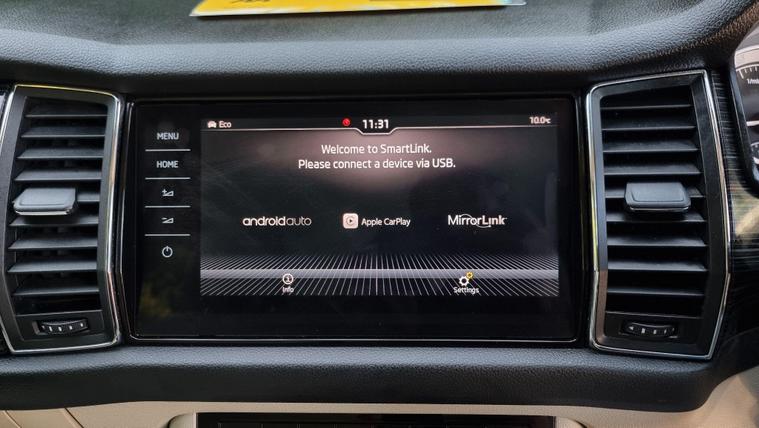 MENU
HOME
Eco
11:31
10.0°C
Welcome to SmartLink.
Please connect a device via USB.
androidauto
Apple CarPlay
MirrorLink
Info
Settings